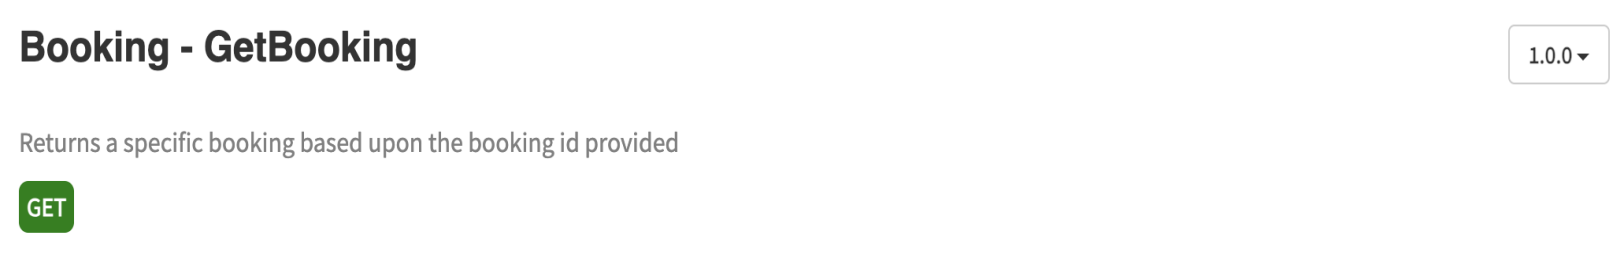 Booking - GetBooking
1.0.0
Returns a specific booking based upon the booking id provided
GET